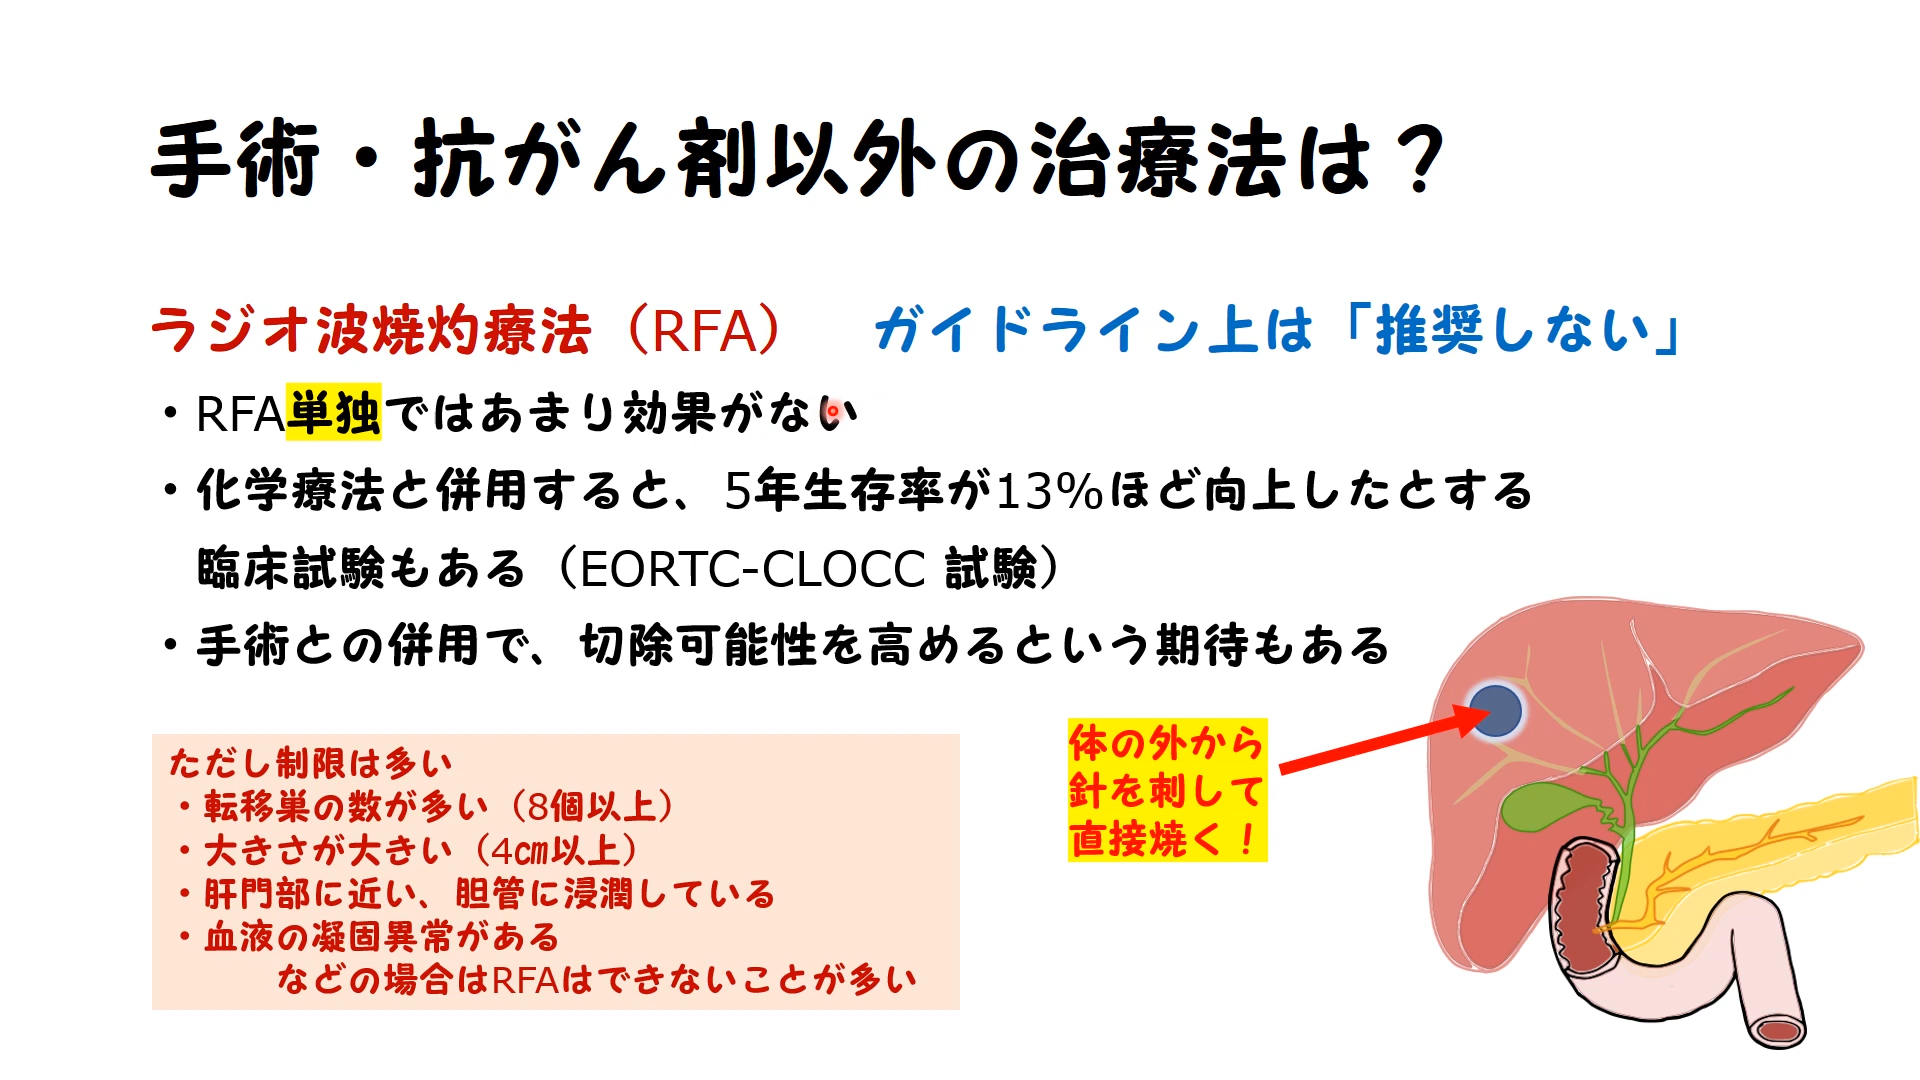 手術・抗がん剤以外の治療法は？
ラジオ波焼灼療法（RFA）　ガイドライン上は「推奨しない」
・RFA単独ではあまり効果がない
・化学療法と併用すると、5年生存率が13%ほど向上したとする
臨床試験もある（EORTC-CLOCC 試験）
・手術との併用で、切除可能性を高めるという期待もある
ただし制限は多い
・転移巣の数が多い（8個以上）
・大きさが大きい（4㎝以上）
・肝門部に近い、胆管に浸潤している
・血液の凝固異常がある
などの場合はRFAはできないことが多い
体の外から
針を刺して
直接焼く！